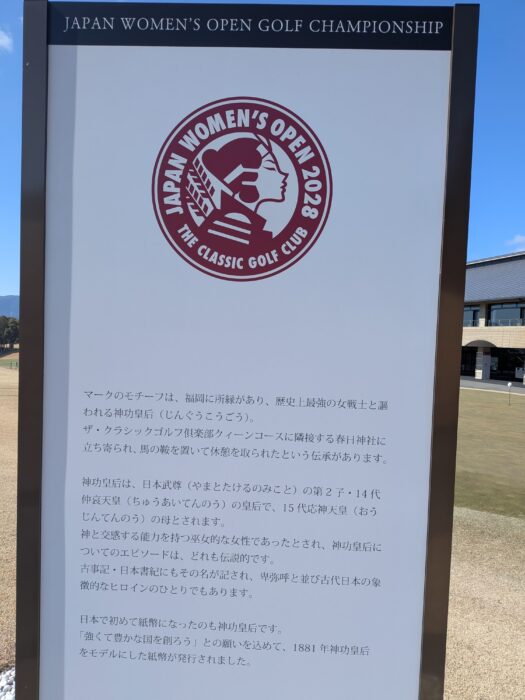 JAPAN WOMEN'S OPEN GOLF CHAMPIONSHIP
JAPAN WOMEN'S OPEN 2028
THE CLASSIC GOLF CLUB
マークのモチーフは、福岡に所縁があり、歴史上最強の女戦士と謳
われる神功皇后（じんぐうこうごう）。
ザ・クラシックゴルフ倶楽部クィーンコースに隣接する春日神社に
立ち寄られ、馬の鞍を置いて休憩を取られたという伝承があります。
神功皇后は、日本武尊（やまとたけるのみこと）の第2子・14代
仲哀天皇（ちゅうあいてんのう）の皇后で、15代応神天皇（おう
じんてんのう）の母とされます。
神と交感する能力を持つ巫女的な女性であったとされ、神功皇后に
ついてのエピソードは、どれも伝説的です。
古事記・日本書紀にもその名が記され、卑弥呼と並び古代日本の象
徴的なヒロインのひとりでもあります。
日本で初めて紙幣になったのも神功皇后です。
「強くて豊かな国を創ろう」との願いを込めて、1881年神功皇后
をモデルにした紙幣が発行されました。